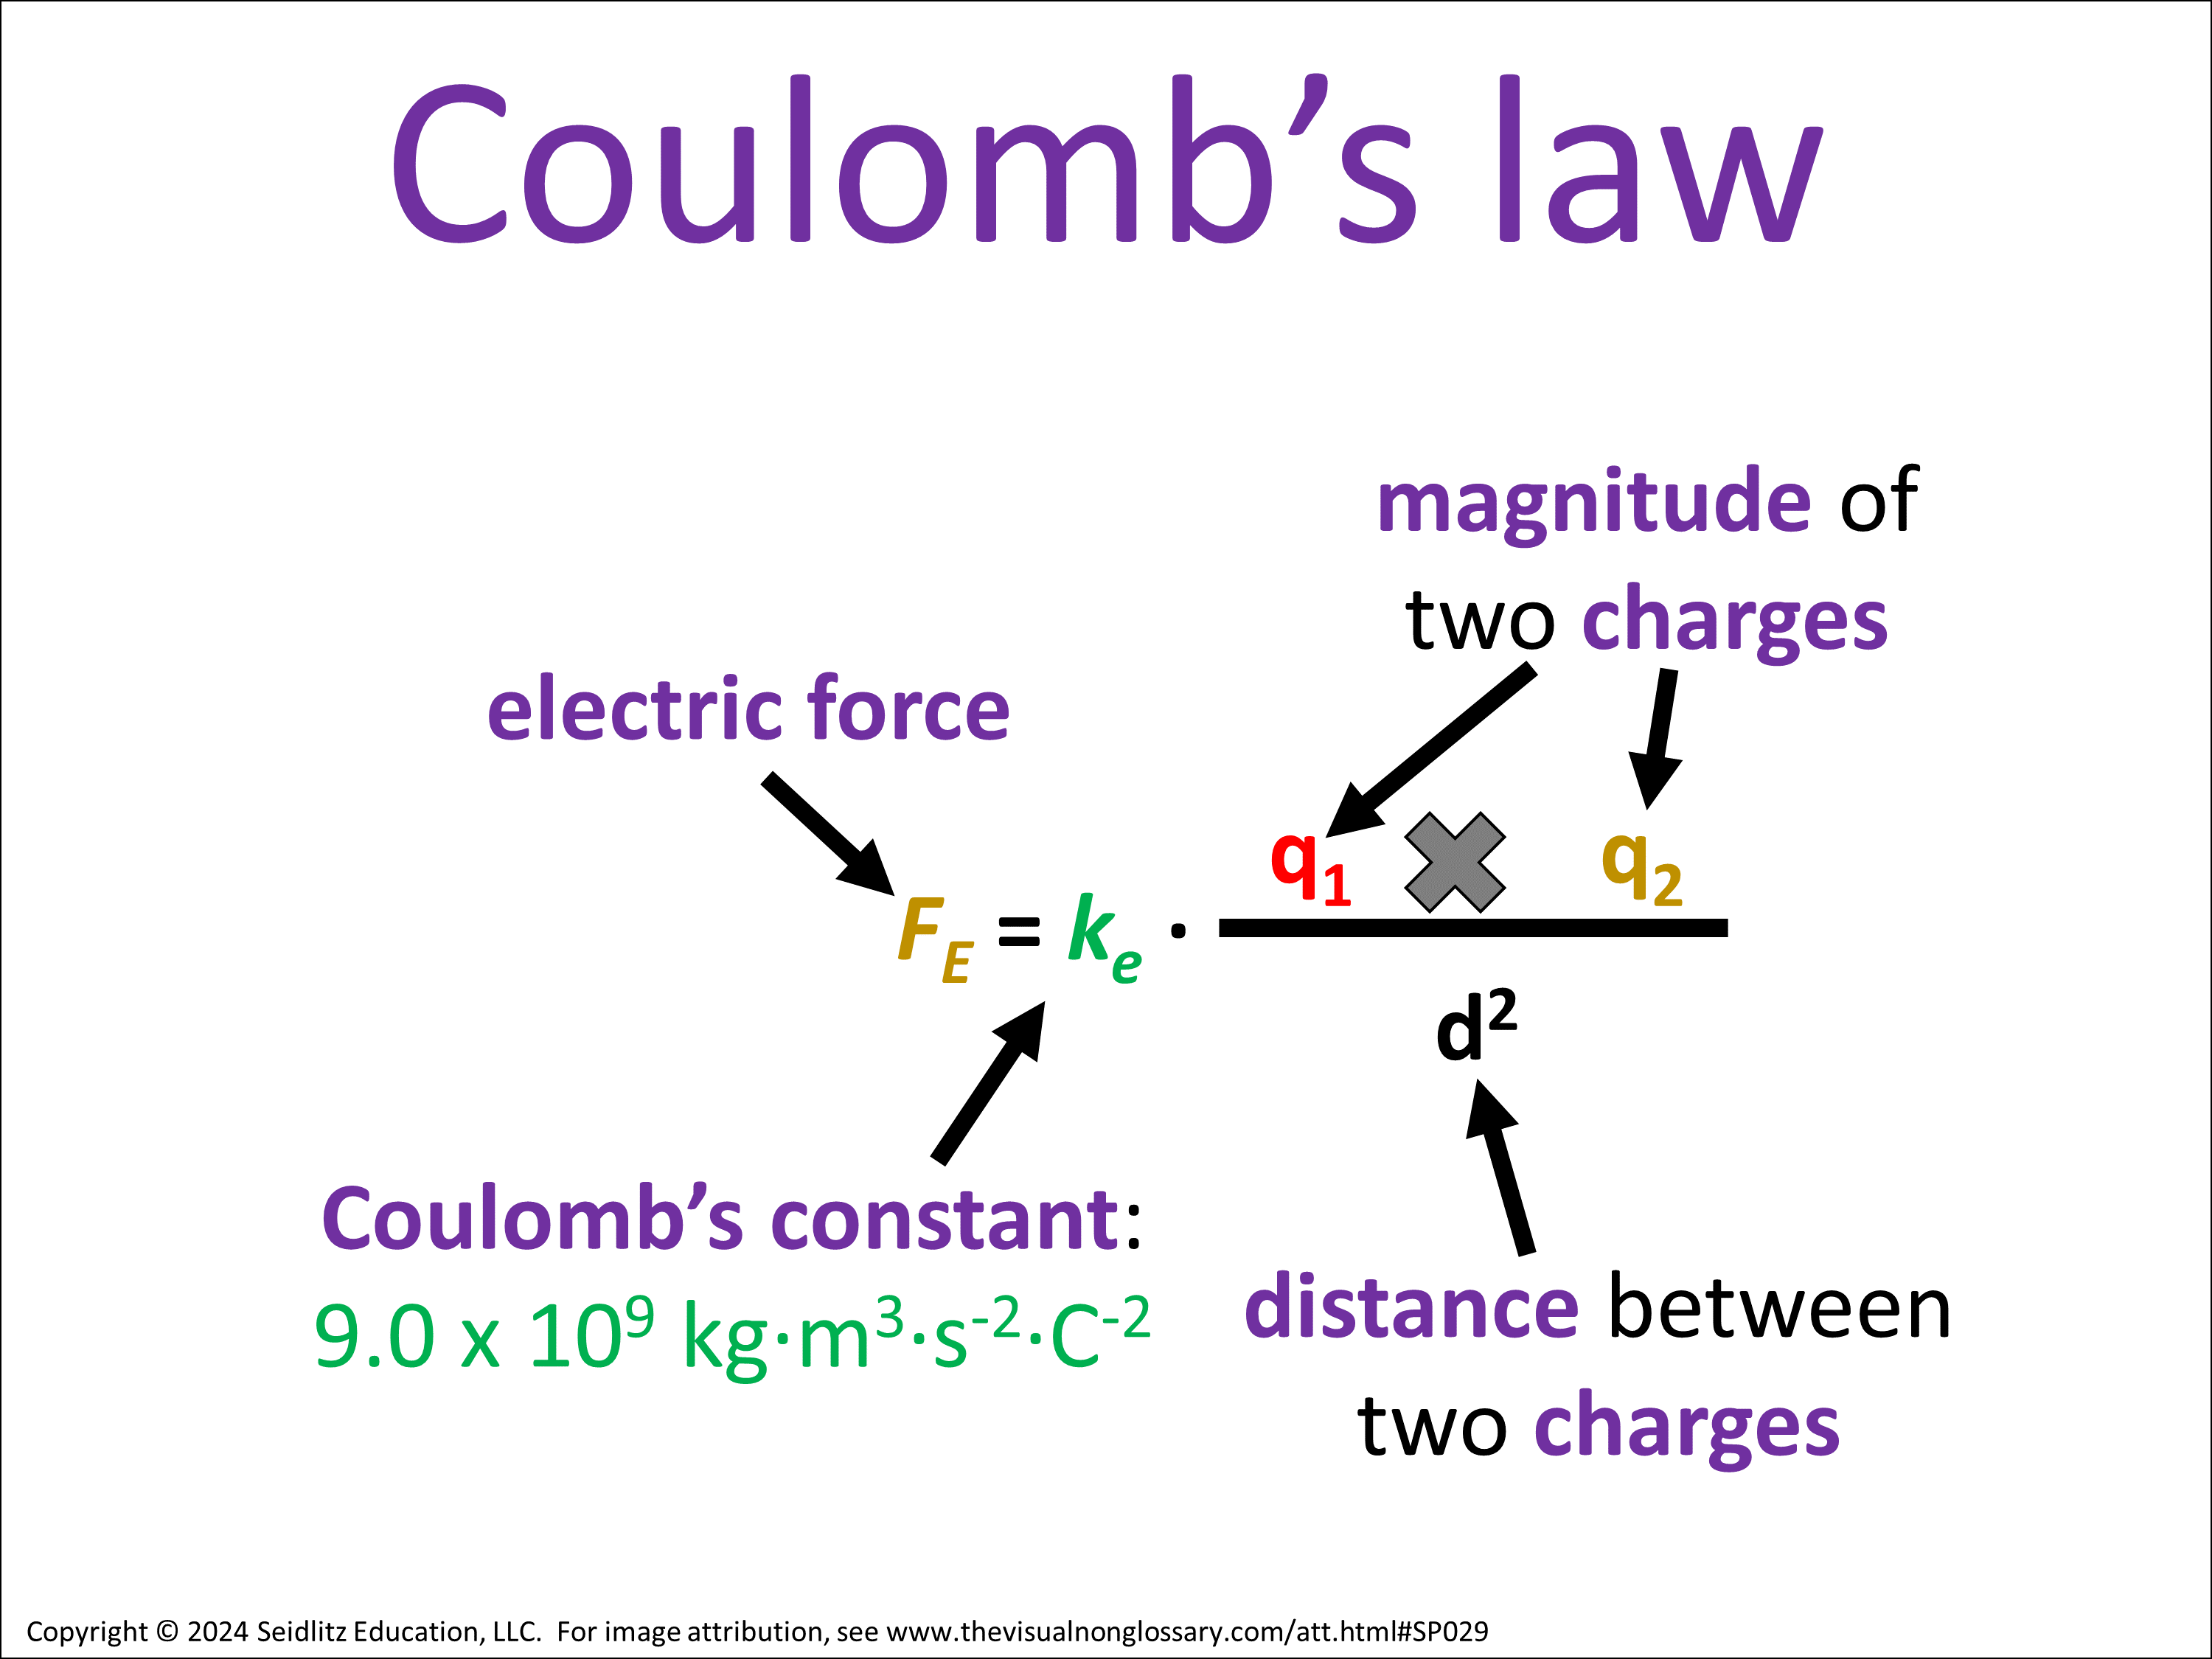 Coulomb’s law
magnitude of
two charges
electric force
q₁ ✖ q₂
F_E = kₑ ·
d²
Coulomb’s constant:
9.0 x 10⁹ kg·m³·s⁻²·C⁻²
distance between
two charges
Copyright © 2024 Seidlitz Education, LLC.  For image attribution, see www.thevisualnonglossary.com/att.html#SP029